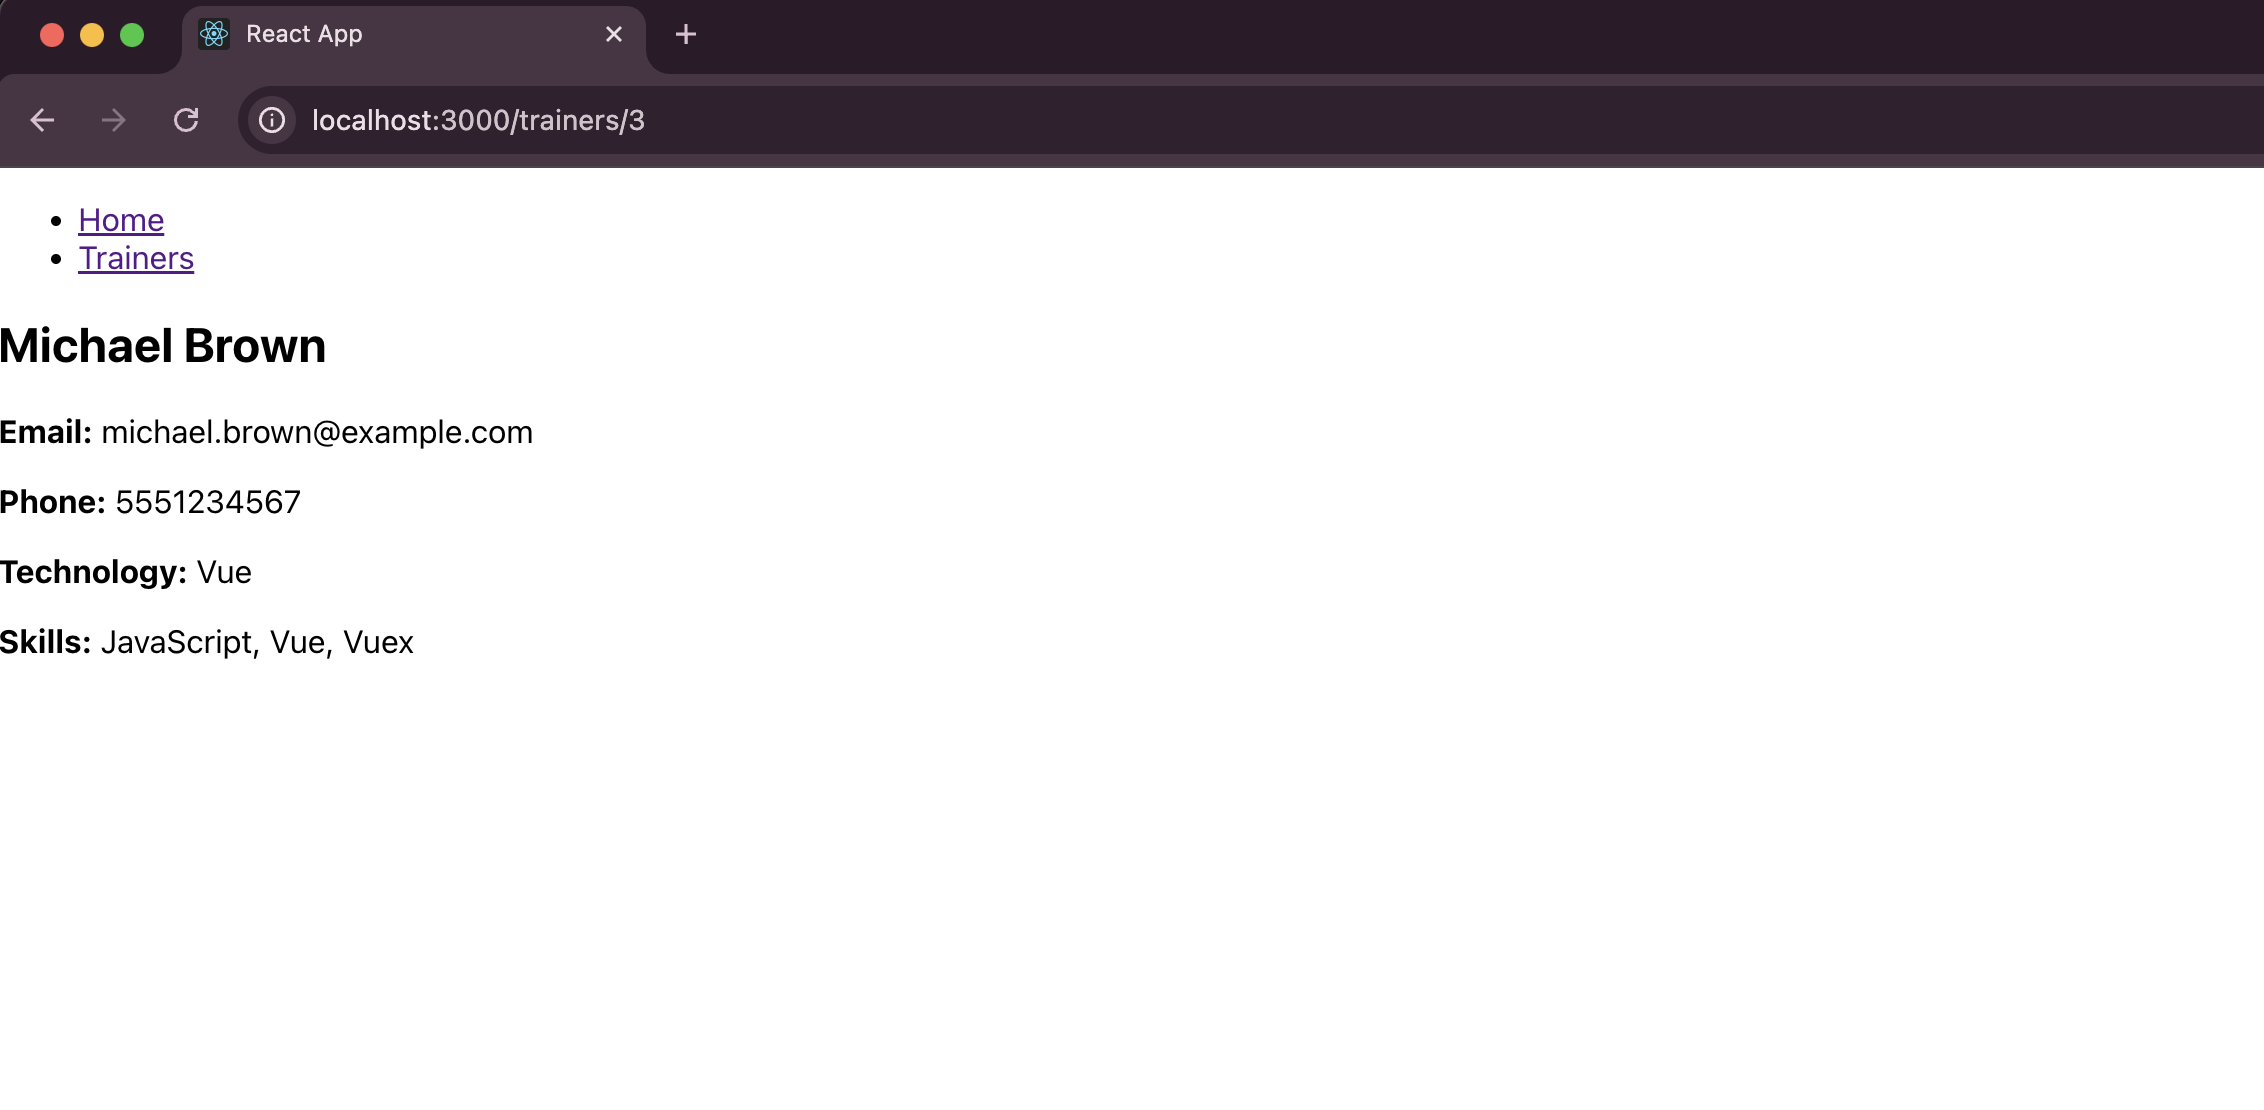 React App
localhost:3000/trainers/3
Home
Trainers
Michael Brown
Email: michael.brown@example.com
Phone: 5551234567
Technology: Vue
Skills: JavaScript, Vue, Vuex